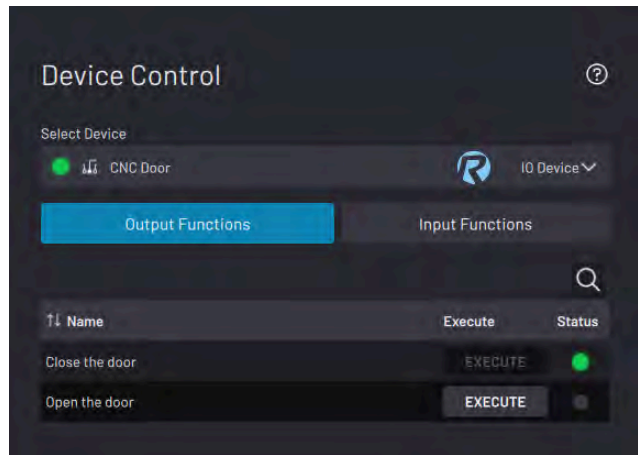 Device Control
?
Select Device
CNC Door
R
IO Device
Output Functions
Input Functions
↑↓ Name
Execute
Status
Close the door
EXECUTE
Open the door
EXECUTE